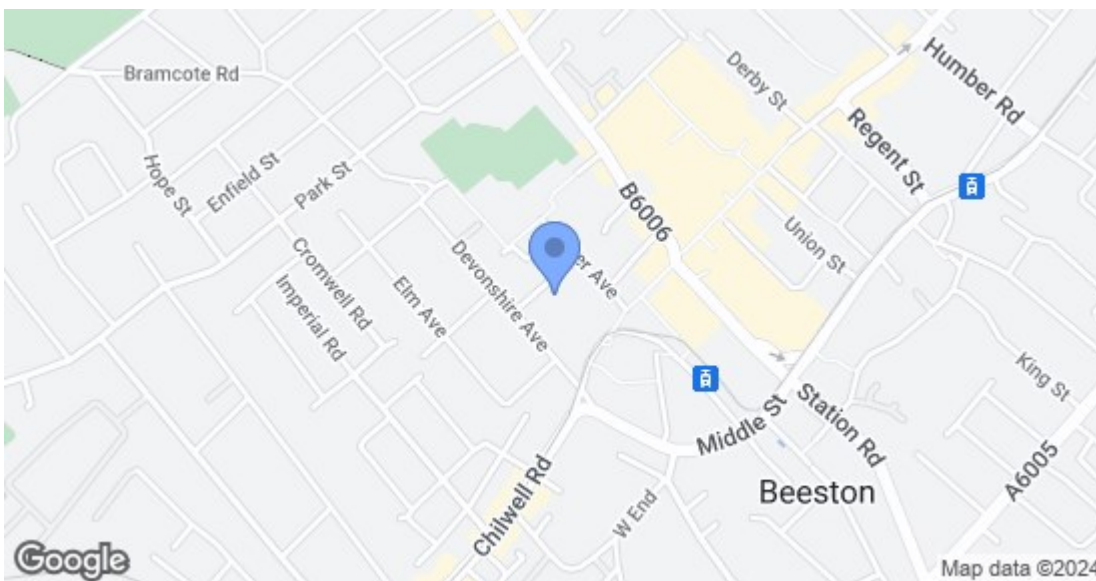 Bramcote Rd
Derby St
Humber Rd
Hope St
Enfield St
Park St
Regent St
B6006
Union St
Cromwell Rd
Imperial Rd
Elm Ave
Devonshire Ave
er Ave
King St
Middle St
Station Rd
Chilwell Rd
W End
Beeston
A6005
Google
Map data ©2024